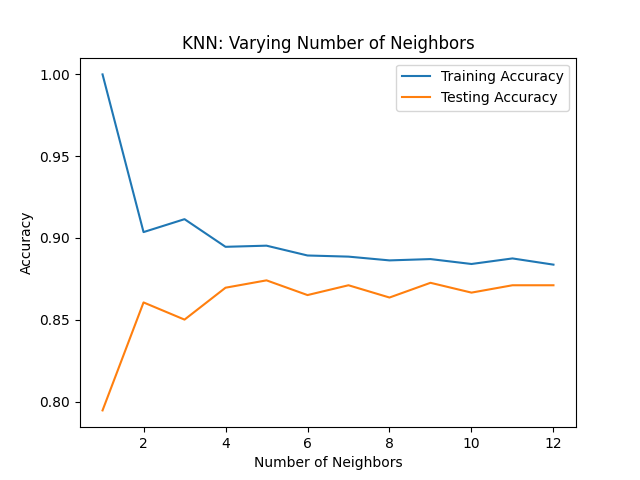 KNN: Varying Number of Neighbors
Training Accuracy
Testing Accuracy
1.00
0.95
0.90
0.85
0.80
Accuracy
2 4 6 8 10 12
Number of Neighbors